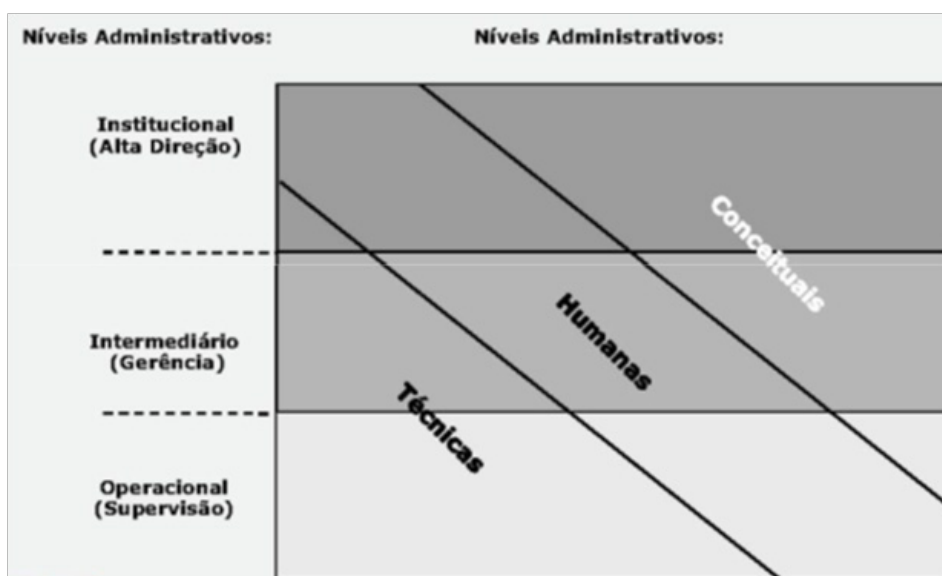 Níveis Administrativos:
Níveis Administrativos:
Institucional
(Alta Direção)
Conceituais
Intermediário
(Gerência)
Humanas
Técnicas
Operacional
(Supervisão)